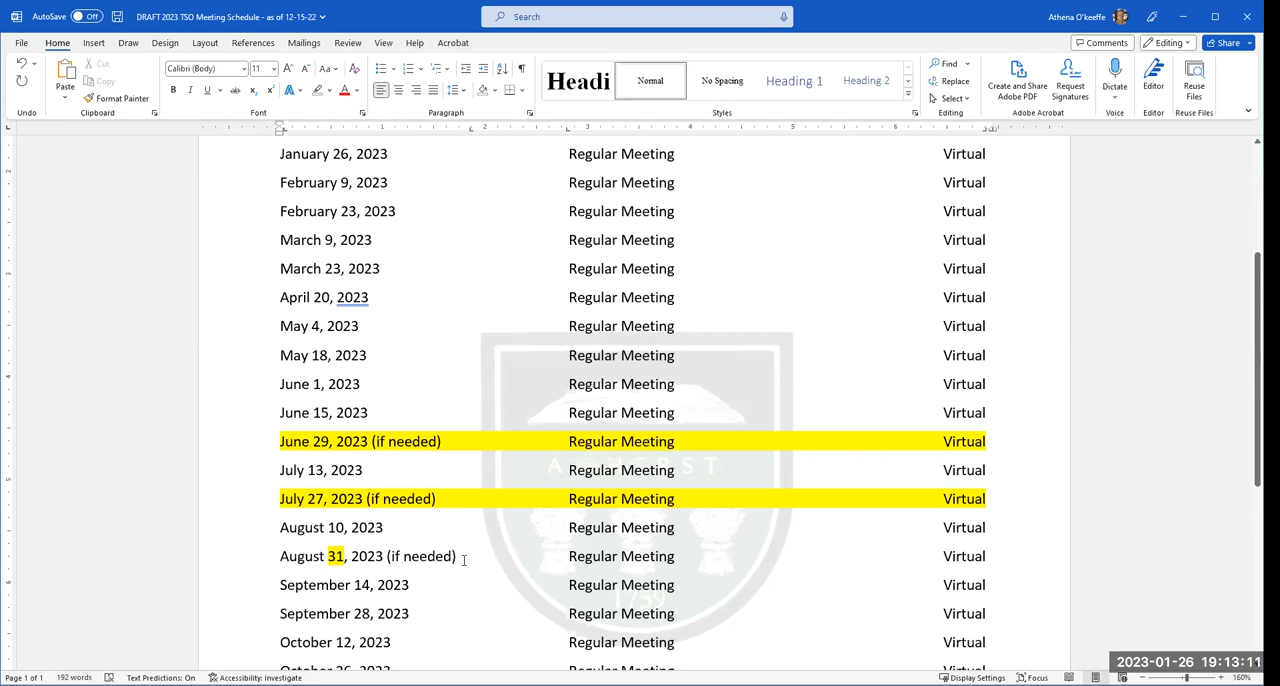 AutoSave Off DRAFT 2023 TSO Meeting Schedule - as of 12-15-22 Search Athena O'keeffe
File Home Insert Draw Design Layout References Mailings Review View Help Acrobat Comments Editing Share
Cut
Copy
Format Painter
Paste
Calibri (Body) 11
Headi Normal No Spacing Heading 1 Heading 2
Find
Replace
Select
Create and Share Adobe PDF
Request Signatures
Dictate
Editor
Reuse Files
Undo Clipboard Font Paragraph Styles Editing Adobe Acrobat Voice Editor Reuse Files
January 26, 2023 Regular Meeting Virtual
February 9, 2023 Regular Meeting Virtual
February 23, 2023 Regular Meeting Virtual
March 9, 2023 Regular Meeting Virtual
March 23, 2023 Regular Meeting Virtual
April 20, 2023 Regular Meeting Virtual
May 4, 2023 Regular Meeting Virtual
May 18, 2023 Regular Meeting Virtual
June 1, 2023 Regular Meeting Virtual
June 15, 2023 Regular Meeting Virtual
June 29, 2023 (if needed) Regular Meeting Virtual
AMHERST
July 13, 2023 Regular Meeting Virtual
July 27, 2023 (if needed) Regular Meeting Virtual
August 10, 2023 Regular Meeting Virtual
August 31, 2023 (if needed) Regular Meeting Virtual
September 14, 2023 Regular Meeting Virtual
1759
September 28, 2023 Regular Meeting Virtual
October 12, 2023 Regular Meeting Virtual
October 26, 2023 Regular Meeting Virtual
2023-01-26 19:13:11
Page 1 of 1 192 words Text Predictions: On Accessibility: Investigate Display Settings Focus 160%